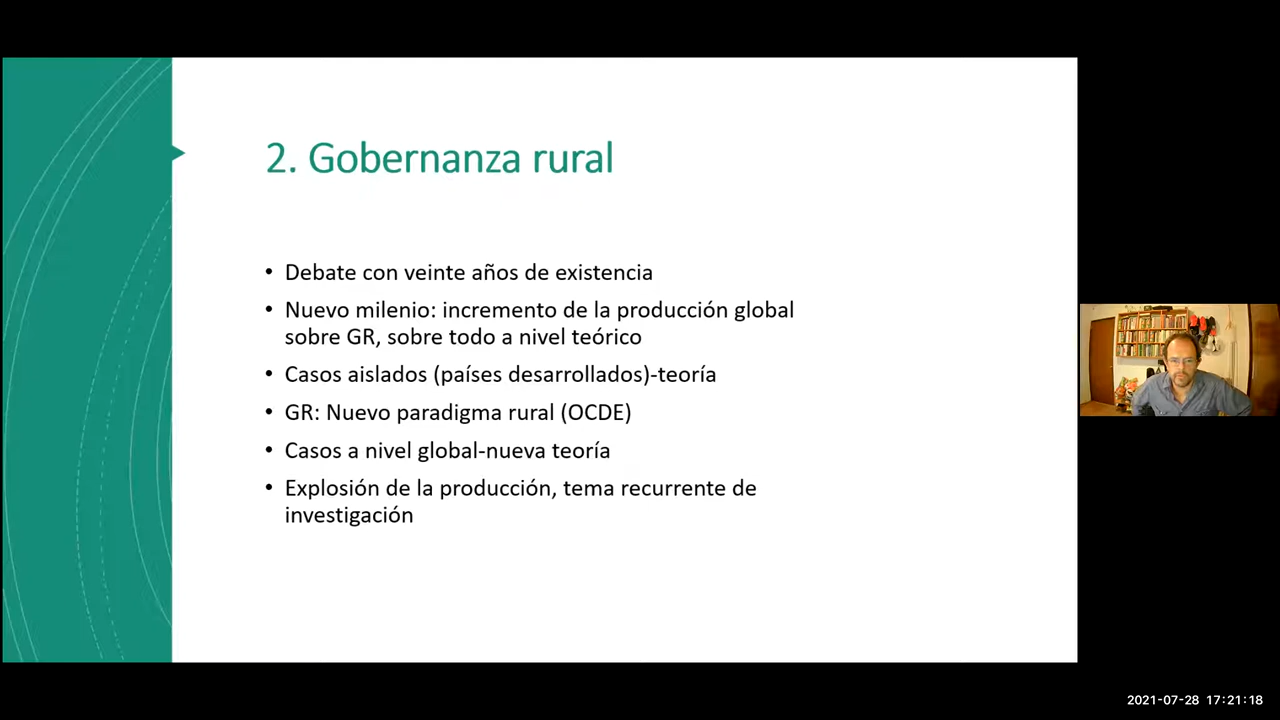 2. Gobernanza rural
• Debate con veinte años de existencia
• Nuevo milenio: incremento de la producción global
sobre GR, sobre todo a nivel teórico
• Casos aislados (países desarrollados)-teoría
• GR: Nuevo paradigma rural (OCDE)
• Casos a nivel global-nueva teoría
• Explosión de la producción, tema recurrente de
investigación
2021-07-28 17:21:18